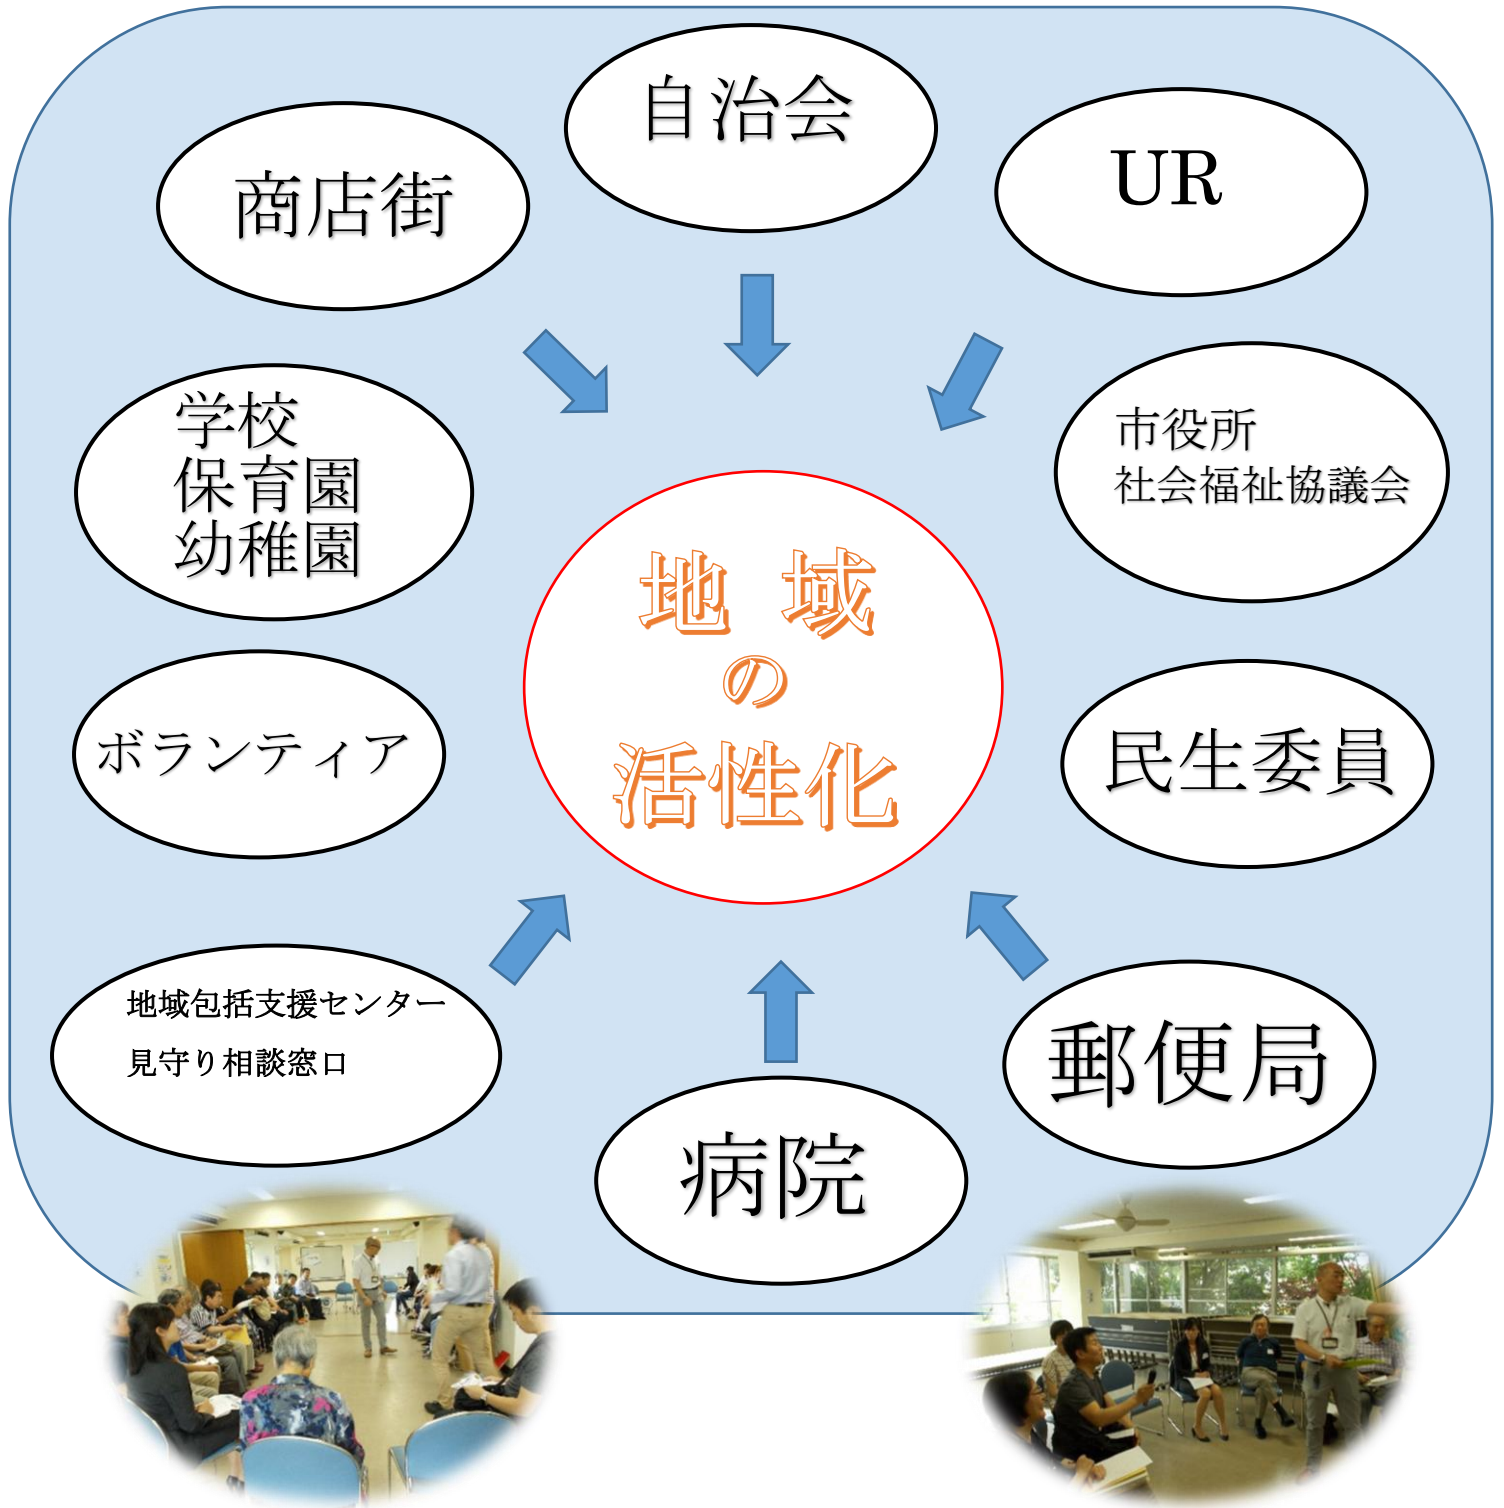 自治会
商店街
UR
学校
保育園
幼稚園
市役所
社会福祉協議会
地域
の
活性化
ボランティア
民生委員
地域包括支援センター
見守り相談窓口
郵便局
病院